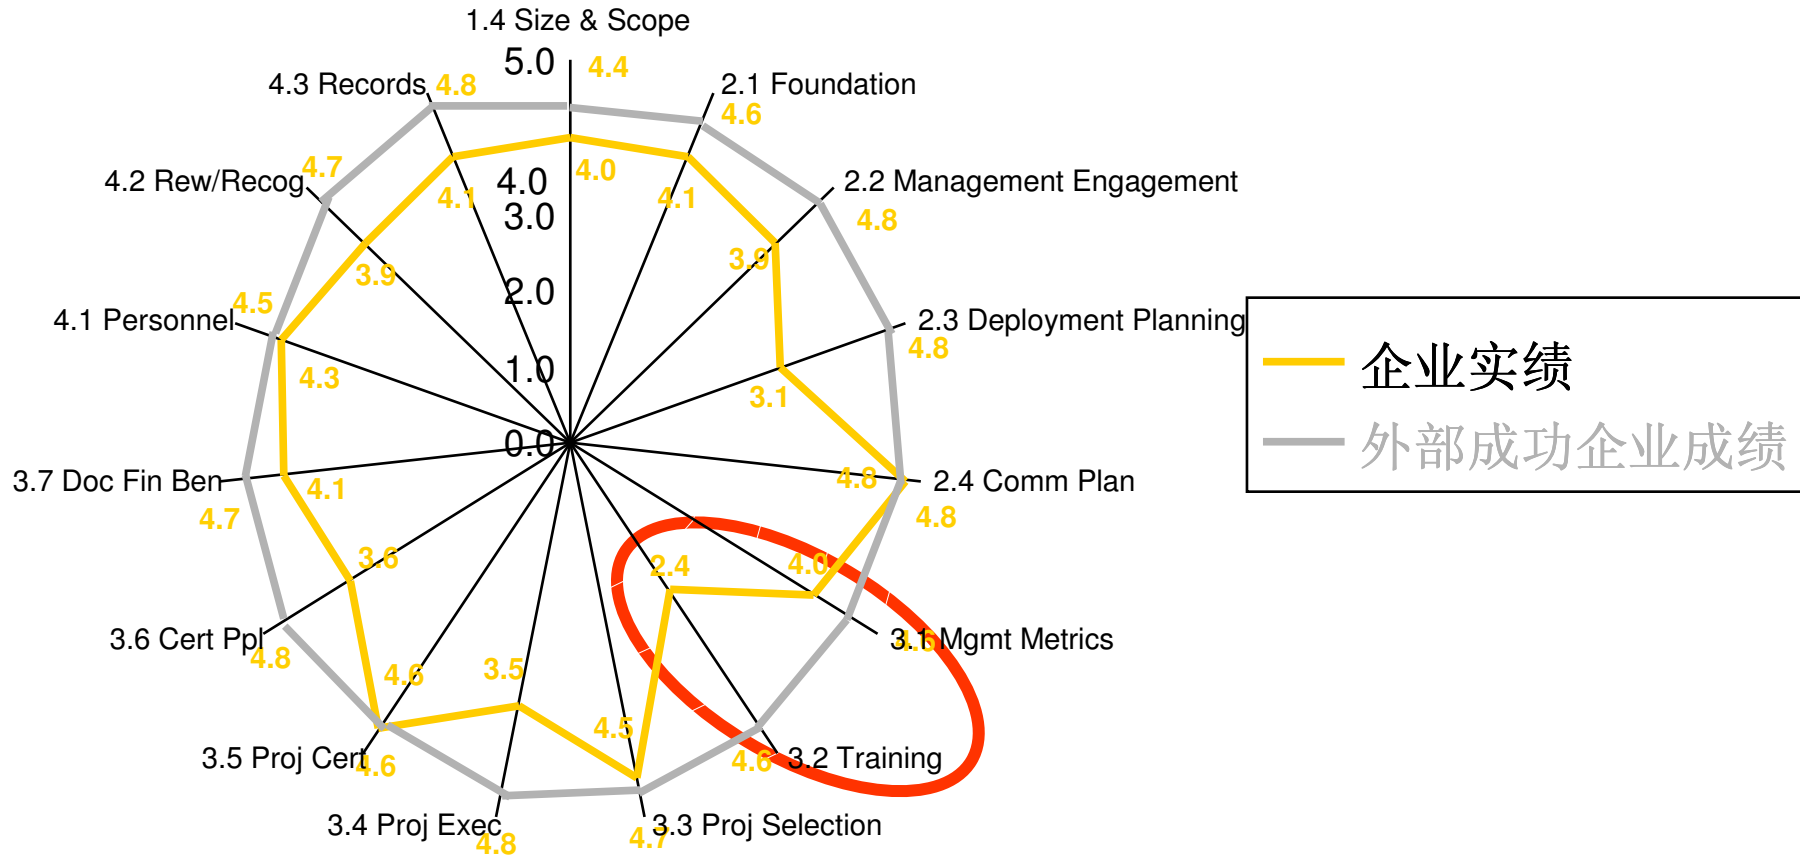 1.4 Size & Scope
5.0
4.4
4.3 Records
4.8
2.1 Foundation
4.6
4.7
4.0
4.2 Rew/Recog
4.0
4.1
4.1
3.0
2.2 Management Engagement
4.8
3.9
3.9
4.5
2.0
4.1 Personnel
2.3 Deployment Planning
4.8
4.3
1.0
3.1
企业实绩
外部成功企业成绩
0.0
3.7 Doc Fin Ben
4.1
4.7
4.8
2.4 Comm Plan
4.8
3.6
2.4
4.0
3.6 Cert Ppl
4.8
3.1 Mgmt Metrics
4.6
3.5
4.5
3.5 Proj Cert
4.6
4.6
3.2 Training
3.4 Proj Exec
4.8
4.7
3.3 Proj Selection